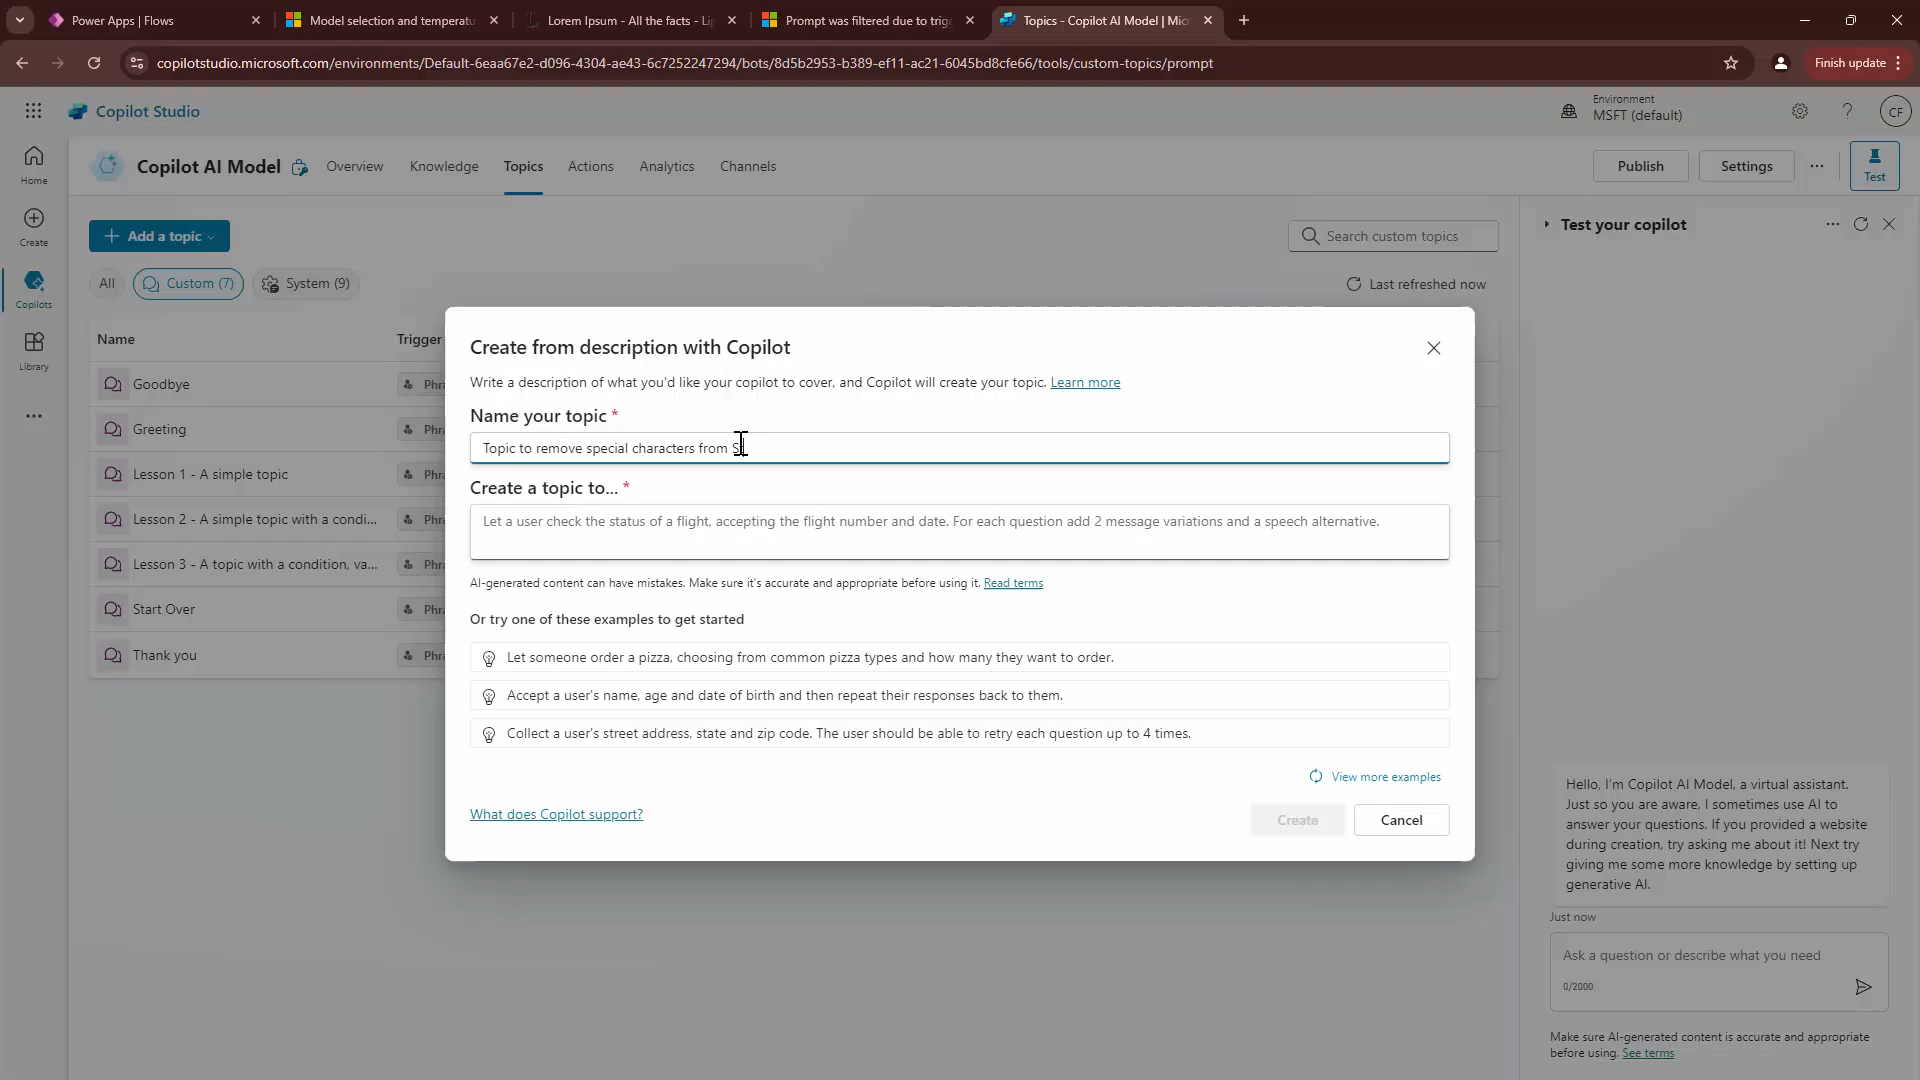 Power Apps | Flows
Model selection and temperatu
Lorem Ipsum - All the facts - Lip
Prompt was filtered due to trig
Topics - Copilot AI Model | Mic
copilotstudio.microsoft.com/environments/Default-6eaa67e2-d096-4304-ae43-6c7252247294/bots/8d5b2953-b389-ef11-ac21-6045bd8cfe66/tools/custom-topics/prompt
Finish update
Copilot Studio
Environment
MSFT (default)
CF
Home
Create
Copilots
Library
Copilot AI Model
Overview
Knowledge
Topics
Actions
Analytics
Channels
Publish
Settings
Test
Add a topic
Search custom topics
All
Custom (7)
System (9)
Last refreshed now
Name
Trigger
Goodbye
Phra
Greeting
Phra
Lesson 1 - A simple topic
Phra
Lesson 2 - A simple topic with a condi...
Phra
Lesson 3 - A topic with a condition, va...
Phra
Start Over
Phra
Thank you
Phra
Create from description with Copilot
Write a description of what you'd like your copilot to cover, and Copilot will create your topic. Learn more
Name your topic *
Topic to remove special characters from
Create a topic to... *
Let a user check the status of a flight, accepting the flight number and date. For each question add 2 message variations and a speech alternative.
AI-generated content can have mistakes. Make sure it's accurate and appropriate before using it. Read terms
Or try one of these examples to get started
Let someone order a pizza, choosing from common pizza types and how many they want to order.
Accept a user's name, age and date of birth and then repeat their responses back to them.
Collect a user's street address, state and zip code. The user should be able to retry each question up to 4 times.
View more examples
What does Copilot support?
Create
Cancel
Test your copilot
Hello, I'm Copilot AI Model, a virtual assistant.
Just so you are aware, I sometimes use AI to
answer your questions. If you provided a website
during creation, try asking me about it! Next try
giving me some more knowledge by setting up
generative AI.
Just now
Ask a question or describe what you need
0/2000
Make sure AI-generated content is accurate and appropriate
before using. See terms